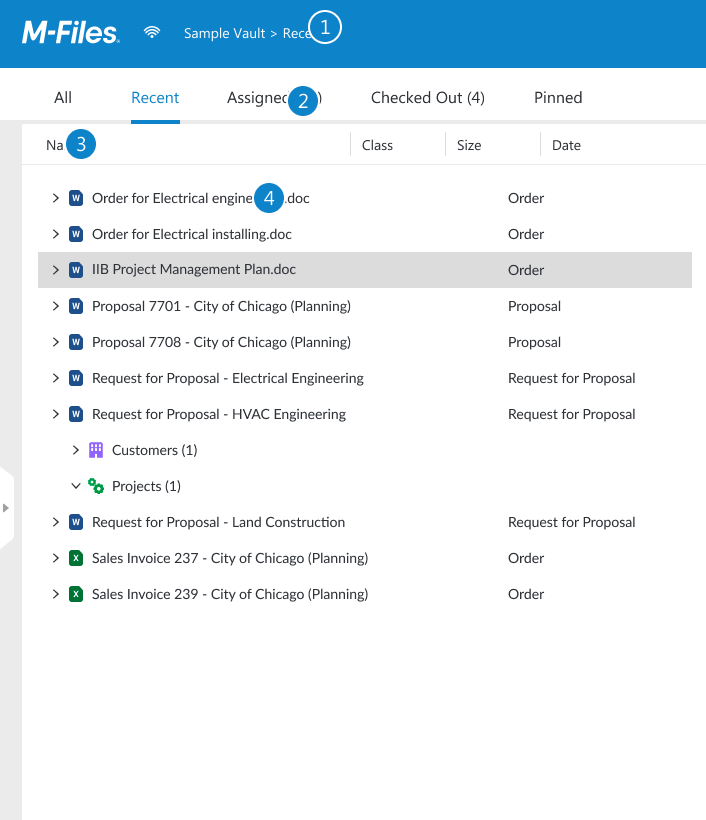 M-Files Sample Vault > Rece 1
All Recent Assigned 2 ) Checked Out (4) Pinned
Na 3 Class Size Date
W Order for Electrical engine 4 .doc Order
W Order for Electrical installing.doc Order
W IIB Project Management Plan.doc Order
W Proposal 7701 - City of Chicago (Planning) Proposal
W Proposal 7708 - City of Chicago (Planning) Proposal
W Request for Proposal - Electrical Engineering Request for Proposal
W Request for Proposal - HVAC Engineering Request for Proposal
Customers (1)
Projects (1)
W Request for Proposal - Land Construction Request for Proposal
X Sales Invoice 237 - City of Chicago (Planning) Order
X Sales Invoice 239 - City of Chicago (Planning) Order